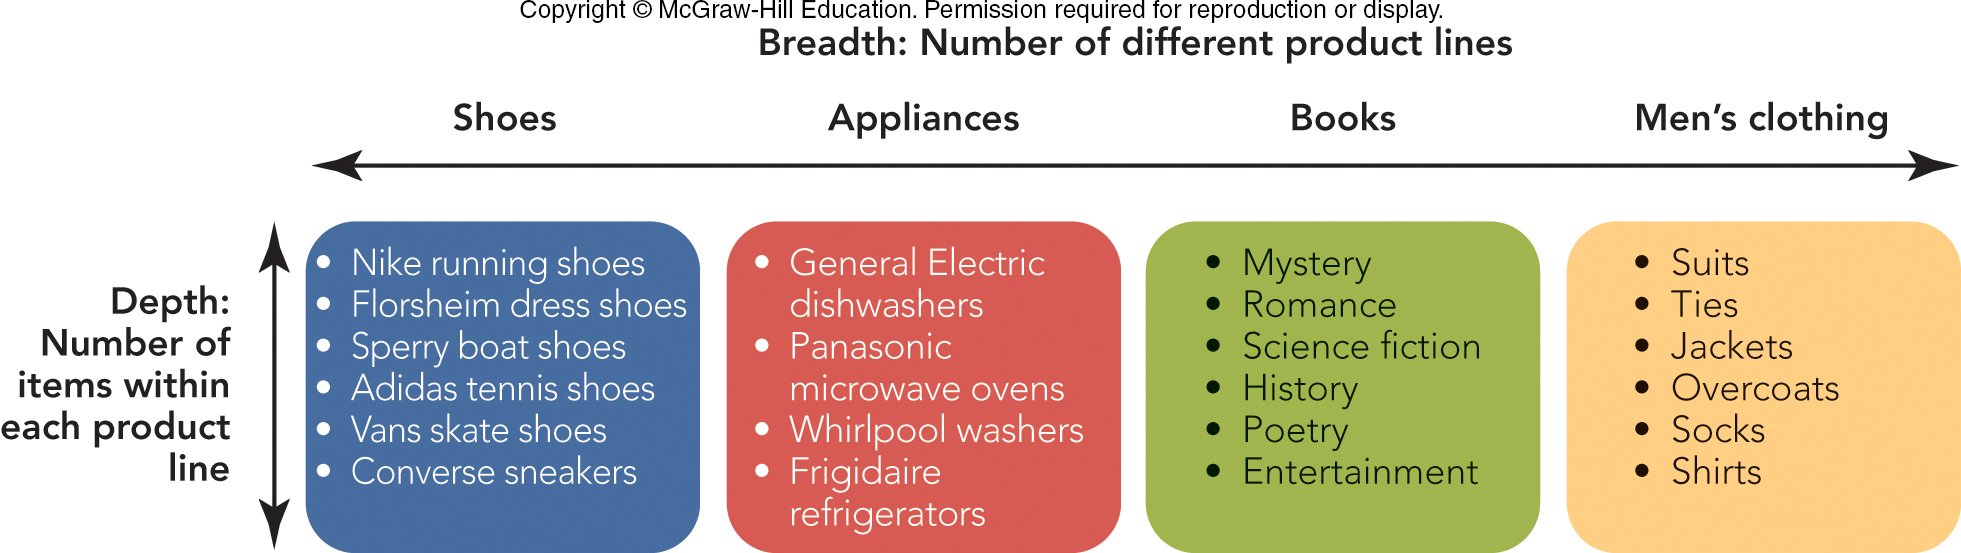 Copyright © McGraw-Hill Education. Permission required for reproduction or display.
Breadth: Number of different product lines
Shoes
Appliances
Books
Men’s clothing
Depth:
Number of
items within
each product
line
• Nike running shoes
• Florsheim dress shoes
• Sperry boat shoes
• Adidas tennis shoes
• Vans skate shoes
• Converse sneakers
• General Electric
dishwashers
• Panasonic
microwave ovens
• Whirlpool washers
• Frigidaire
refrigerators
• Mystery
• Romance
• Science fiction
• History
• Poetry
• Entertainment
• Suits
• Ties
• Jackets
• Overcoats
• Socks
• Shirts